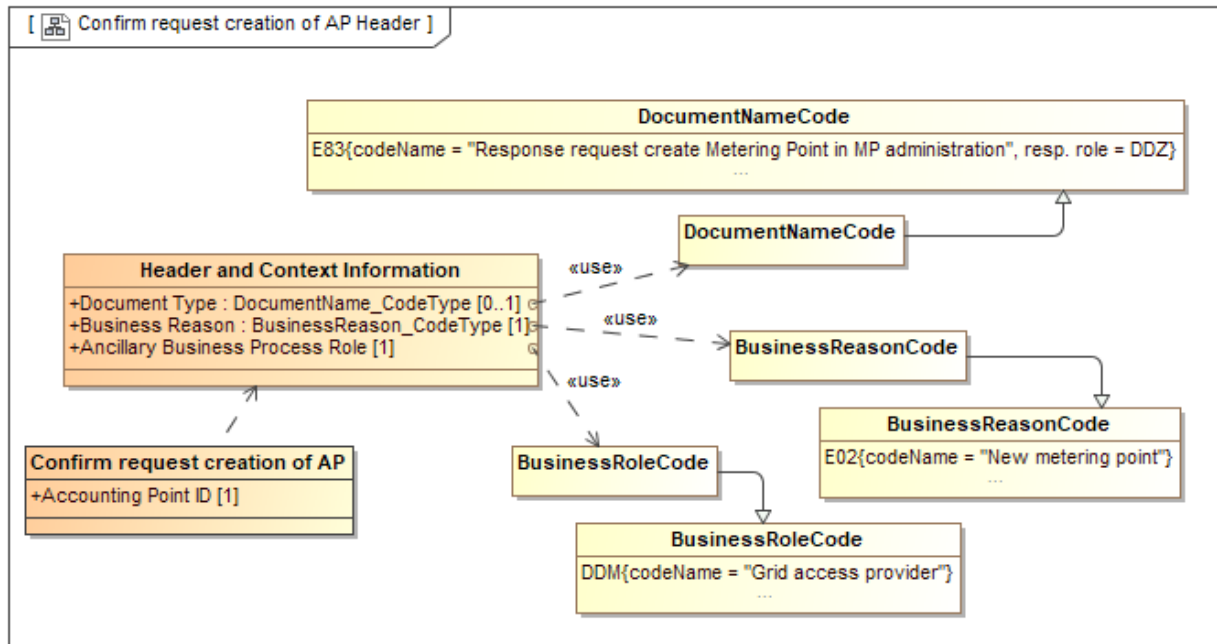 [ Confirm request creation of AP Header ]
DocumentNameCode
E83{codeName = "Response request create Metering Point in MP administration", resp. role = DDZ}
...
DocumentNameCode
«use»
Header and Context Information
+Document Type : DocumentName_CodeType [0..1]
+Business Reason : BusinessReason_CodeType [1]
+Ancillary Business Process Role [1]
«use»
BusinessReasonCode
«use»
BusinessReasonCode
E02{codeName = "New metering point"}
...
Confirm request creation of AP
+Accounting Point ID [1]
BusinessRoleCode
BusinessRoleCode
DDM{codeName = "Grid access provider"}
...